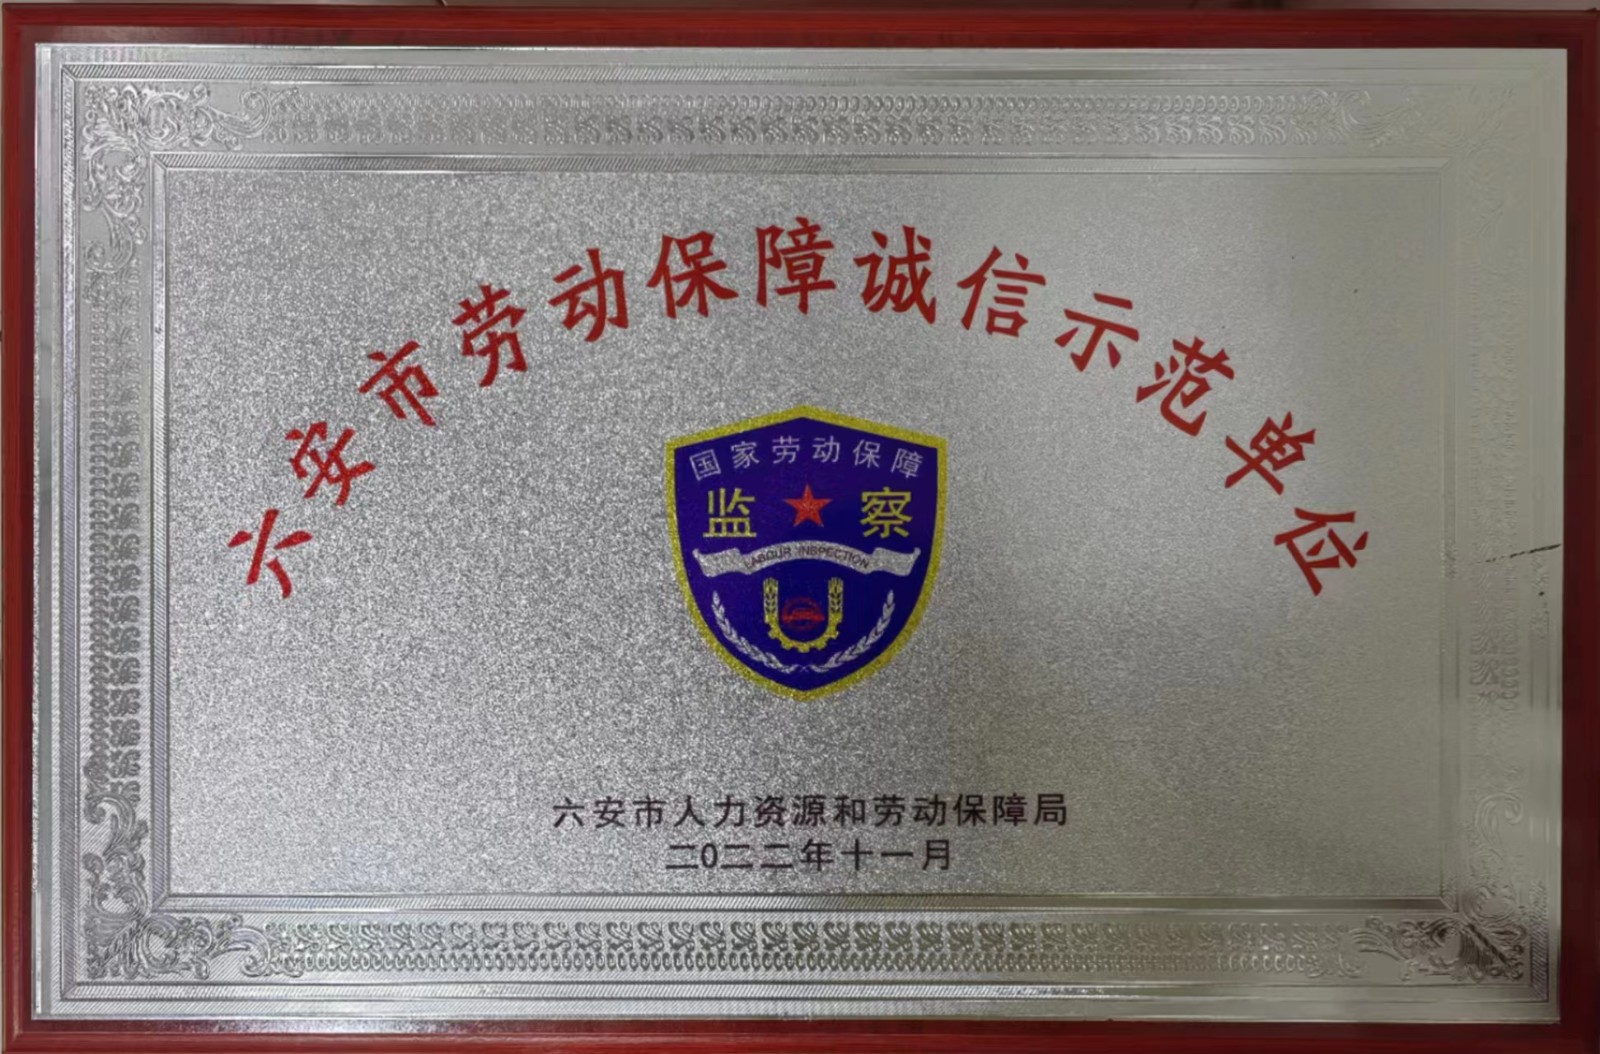 六安市劳动保障诚信示范单位
国家劳动保障
监察
LABOUR INSPECTION
六安市人力资源和劳动保障局
二0二二年十一月